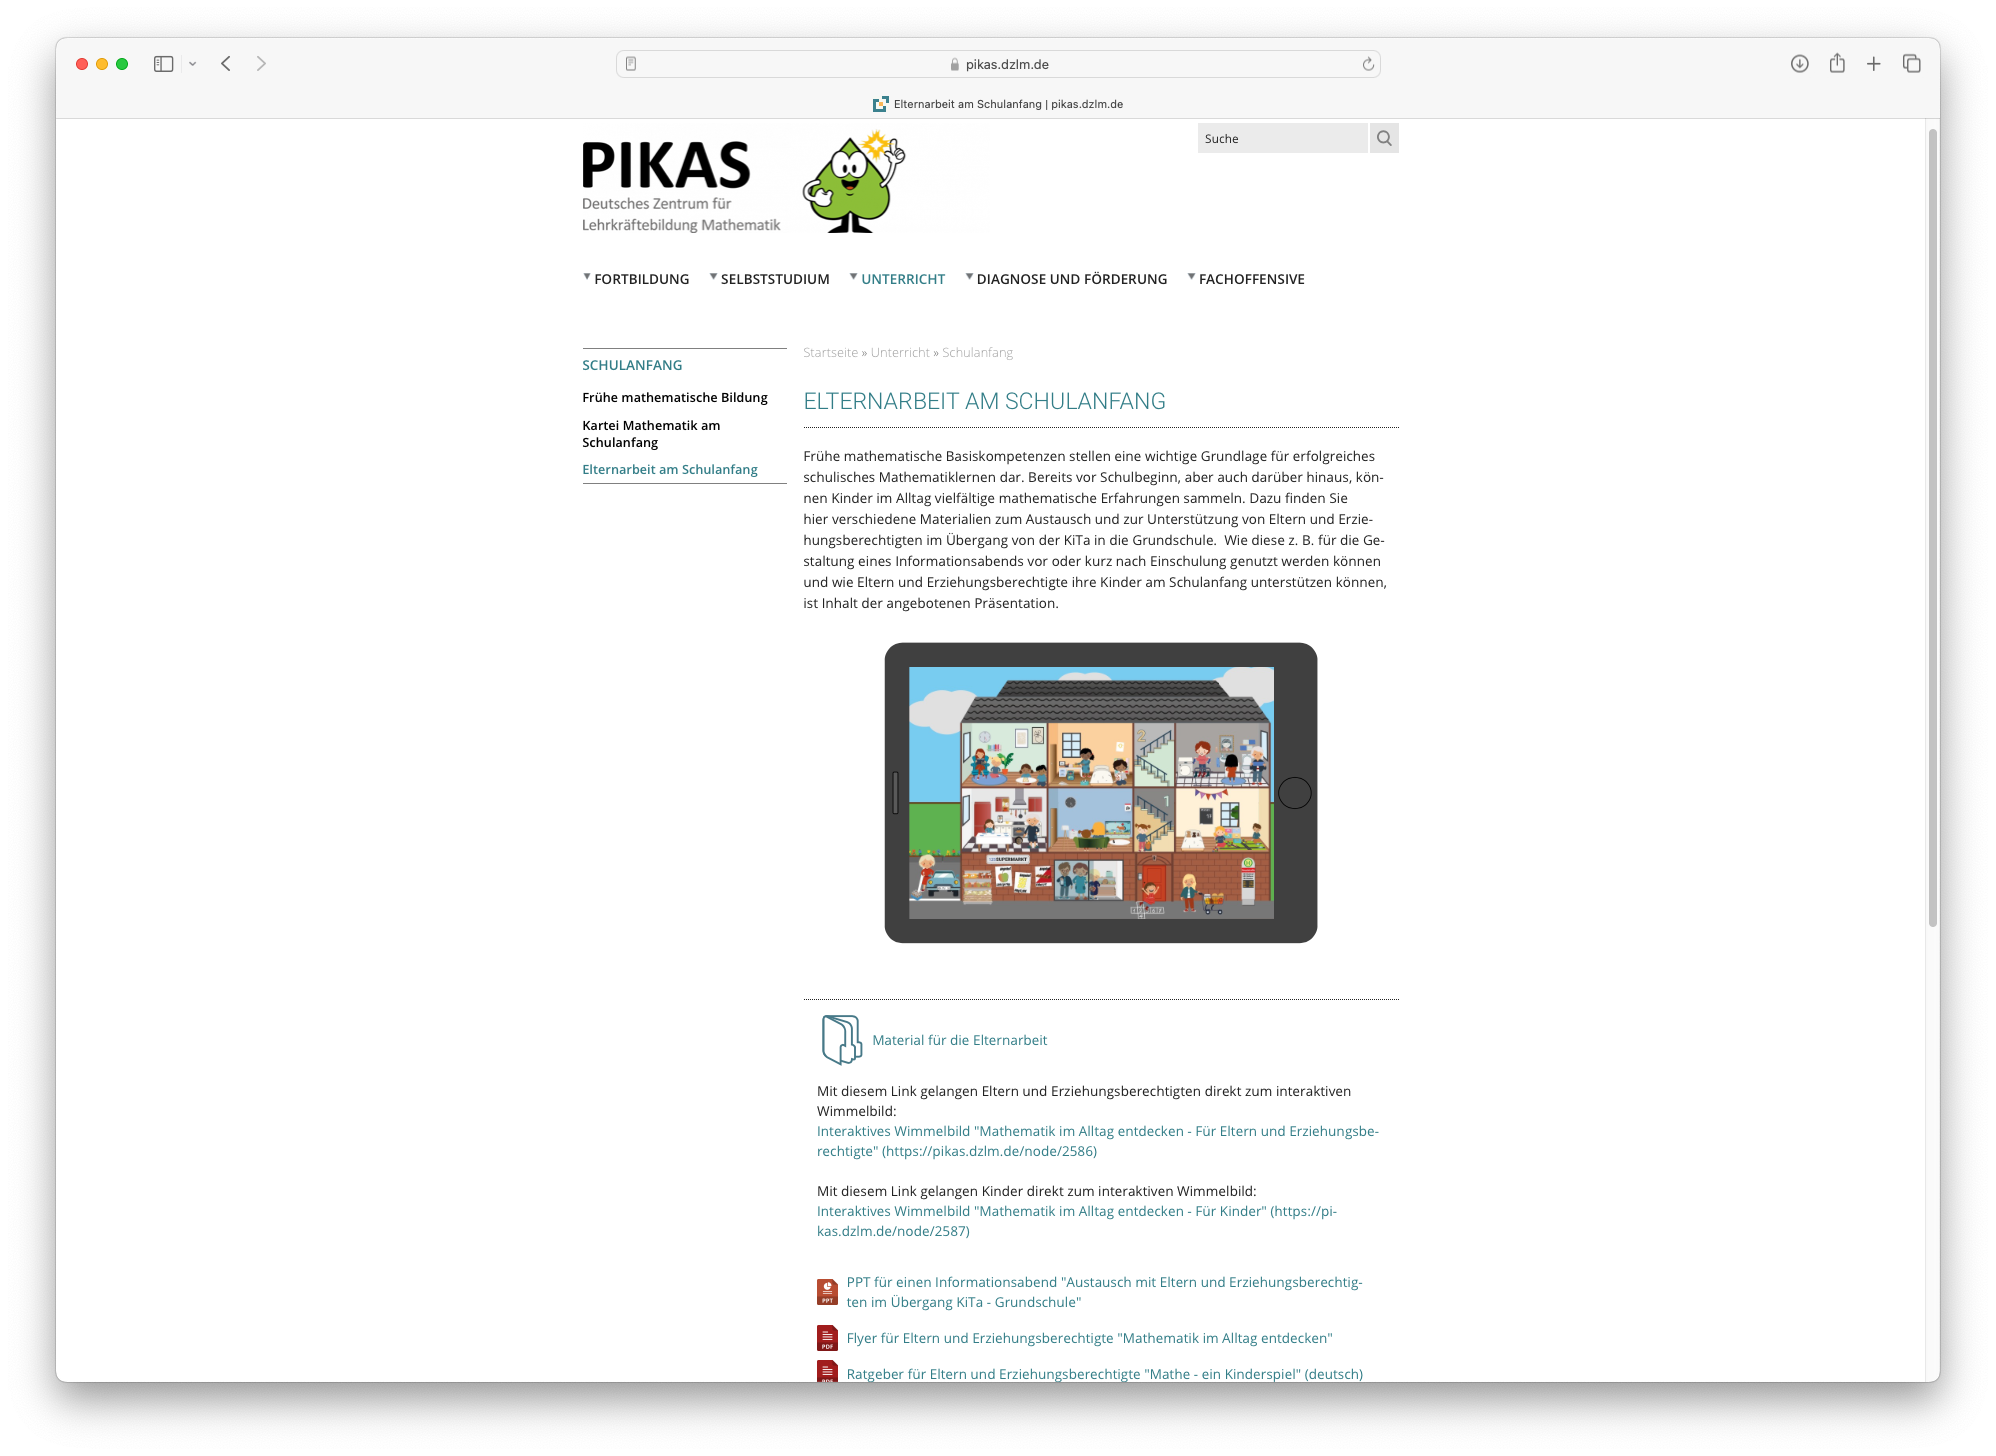 pikas.dzlm.de
Elternarbeit am Schulanfang | pikas.dzlm.de
PIKAS
Deutsches Zentrum für
Lehrkräftebildung Mathematik
Suche
FORTBILDUNG SELBSTSTUDIUM UNTERRICHT DIAGNOSE UND FÖRDERUNG FACHOFFENSIVE
SCHULANFANG
Frühe mathematische Bildung
Kartei Mathematik am
Schulanfang
Elternarbeit am Schulanfang
Startseite » Unterricht » Schulanfang
ELTERNARBEIT AM SCHULANFANG
Frühe mathematische Basiskompetenzen stellen eine wichtige Grundlage für erfolgreiches
schulisches Mathematiklernen dar. Bereits vor Schulbeginn, aber auch darüber hinaus, kön-
nen Kinder im Alltag vielfältige mathematische Erfahrungen sammeln. Dazu finden Sie
hier verschiedene Materialien zum Austausch und zur Unterstützung von Eltern und Erzie-
hungsberechtigten im Übergang von der KiTa in die Grundschule.  Wie diese z. B. für die Ge-
staltung eines Informationsabends vor oder kurz nach Einschulung genutzt werden können
und wie Eltern und Erziehungsberechtigte ihre Kinder am Schulanfang unterstützen können,
ist Inhalt der angebotenen Präsentation.
2
1
SUPERMARKT
Material für die Elternarbeit
Mit diesem Link gelangen Eltern und Erziehungsberechtigten direkt zum interaktiven
Wimmelbild:
Interaktives Wimmelbild "Mathematik im Alltag entdecken - Für Eltern und Erziehungsbe-
rechtigte" (https://pikas.dzlm.de/node/2586)
Mit diesem Link gelangen Kinder direkt zum interaktiven Wimmelbild:
Interaktives Wimmelbild "Mathematik im Alltag entdecken - Für Kinder" (https://pi-
kas.dzlm.de/node/2587)
PPT
PPT für einen Informationsabend "Austausch mit Eltern und Erziehungsberechtig-
ten im Übergang KiTa - Grundschule"
PDF
Flyer für Eltern und Erziehungsberechtigte "Mathematik im Alltag entdecken"
Ratgeber für Eltern und Erziehungsberechtigte "Mathe - ein Kinderspiel" (deutsch)